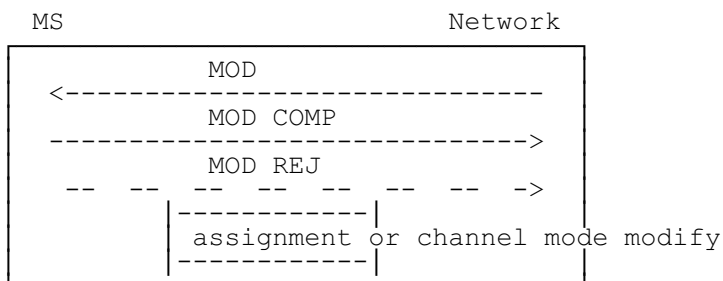 MS Network
MOD
MOD COMP
MOD REJ
assignment or channel mode modify